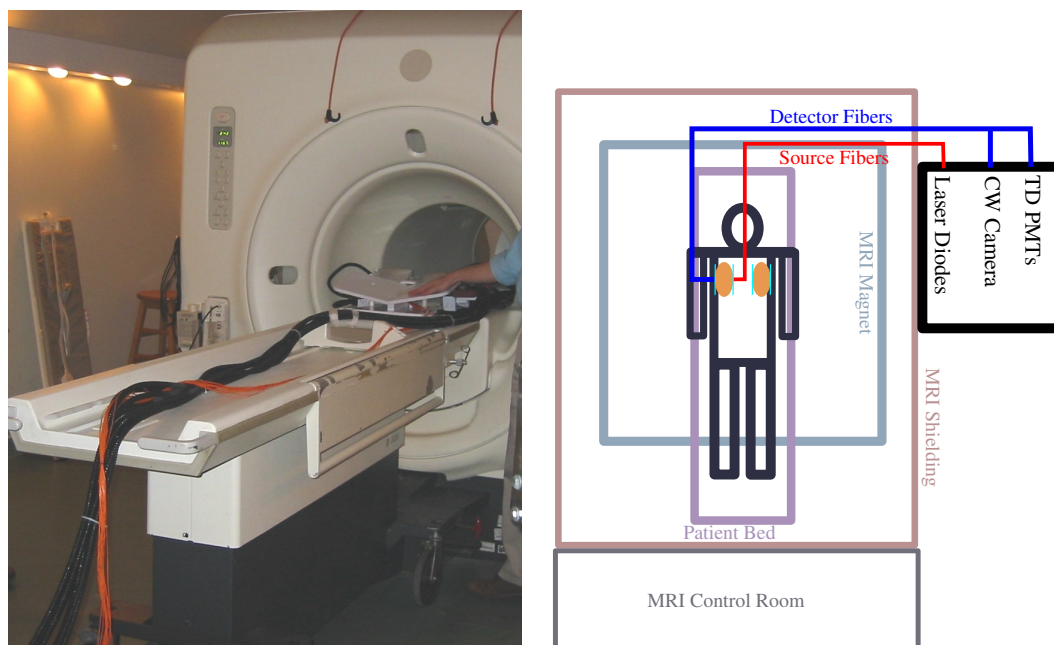 Detector Fibers
Source Fibers
Laser Diodes
CW Camera
TD PMTs
MRI Magnet
MRI Shielding
Patient Bed
MRI Control Room